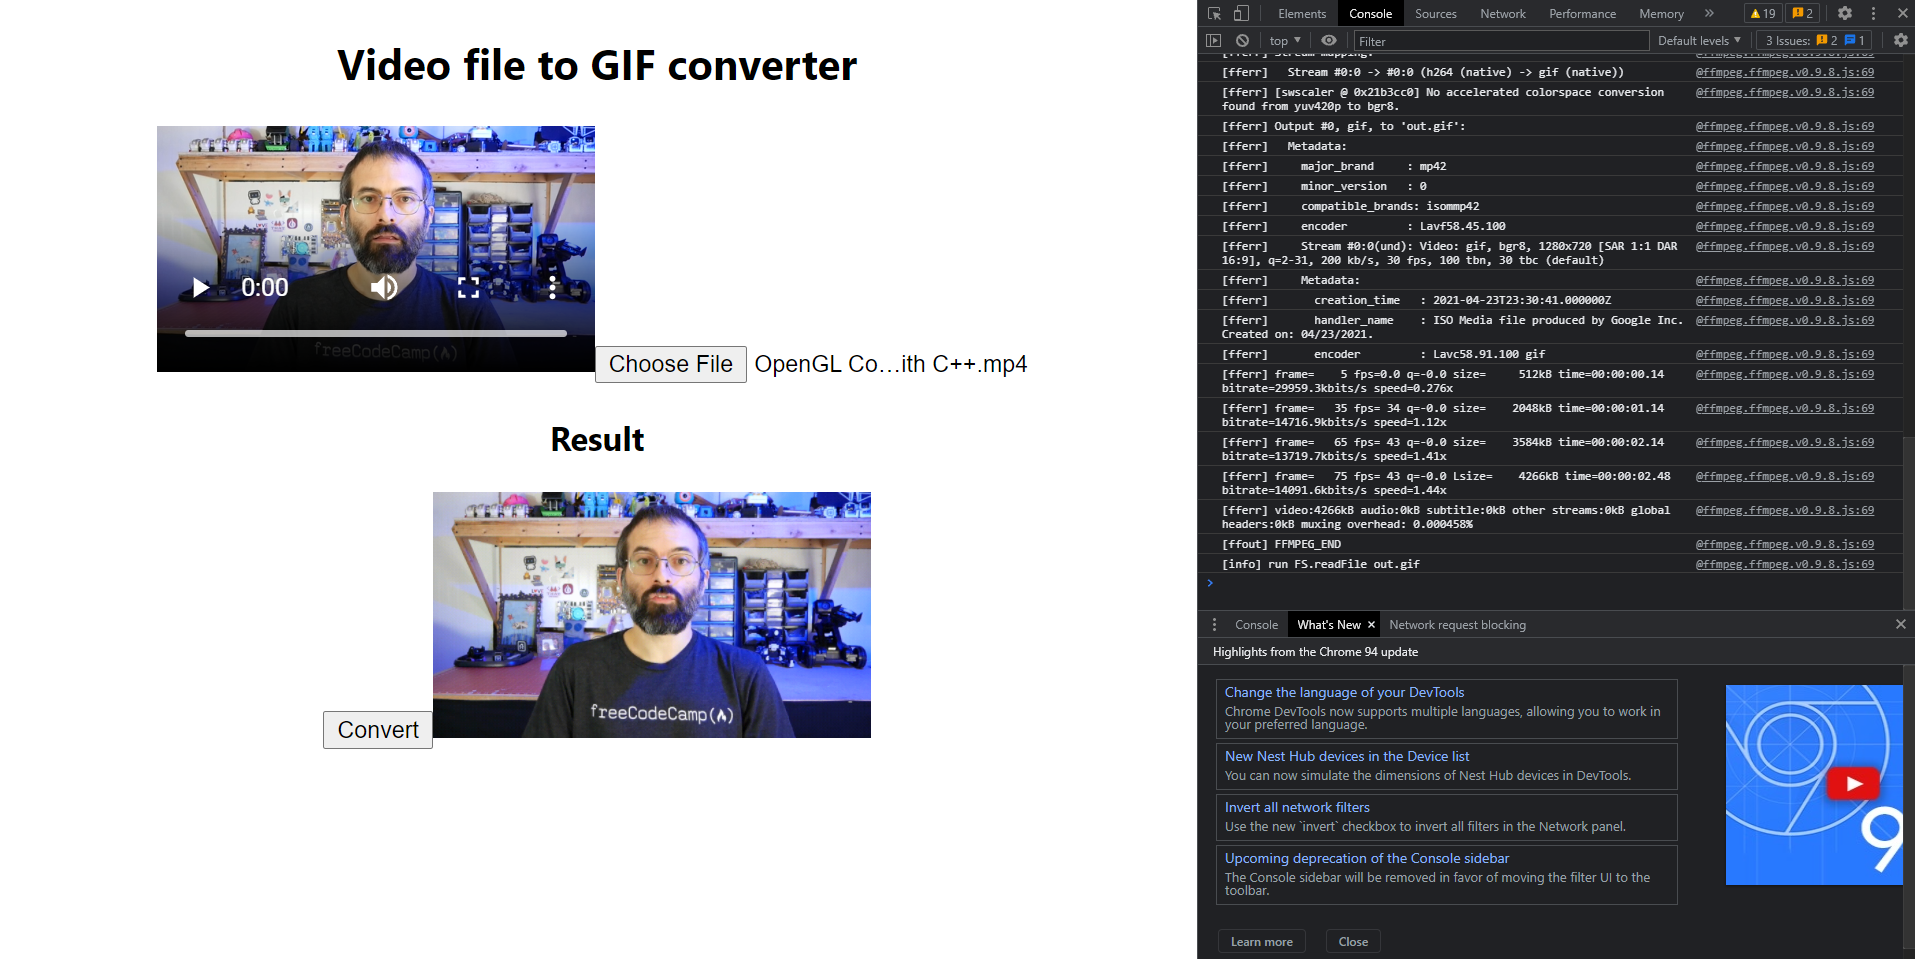 Video file to GIF converter
0:00
freeCodeCamp(🔥)
Choose File OpenGL Co…ith C++.mp4
Result
freeCodeCamp(🔥)
Convert
Elements Console Sources Network Performance Memory » 19 2
top Filter Default levels 3 Issues: 2 1
[fferr] Stream mapping:
[fferr]   Stream #0:0 -> #0:0 (h264 (native) -> gif (native)) @ffmpeg.ffmpeg.v0.9.8.js:69
[fferr] [swscaler @ 0x21b3cc0] No accelerated colorspace conversion @ffmpeg.ffmpeg.v0.9.8.js:69
found from yuv420p to bgr8.
[fferr] Output #0, gif, to 'out.gif': @ffmpeg.ffmpeg.v0.9.8.js:69
[fferr]   Metadata: @ffmpeg.ffmpeg.v0.9.8.js:69
[fferr]     major_brand     : mp42 @ffmpeg.ffmpeg.v0.9.8.js:69
[fferr]     minor_version   : 0 @ffmpeg.ffmpeg.v0.9.8.js:69
[fferr]     compatible_brands: isommp42 @ffmpeg.ffmpeg.v0.9.8.js:69
[fferr]     encoder         : Lavf58.45.100 @ffmpeg.ffmpeg.v0.9.8.js:69
[fferr]     Stream #0:0(und): Video: gif, bgr8, 1280x720 [SAR 1:1 DAR @ffmpeg.ffmpeg.v0.9.8.js:69
16:9], q=2-31, 200 kb/s, 30 fps, 100 tbn, 30 tbc (default)
[fferr]     Metadata: @ffmpeg.ffmpeg.v0.9.8.js:69
[fferr]       creation_time   : 2021-04-23T23:30:41.000000Z @ffmpeg.ffmpeg.v0.9.8.js:69
[fferr]       handler_name    : ISO Media file produced by Google Inc. @ffmpeg.ffmpeg.v0.9.8.js:69
Created on: 04/23/2021.
[fferr]       encoder         : Lavc58.91.100 gif @ffmpeg.ffmpeg.v0.9.8.js:69
[fferr] frame=    5 fps=0.0 q=-0.0 size=     512kB time=00:00:00.14 @ffmpeg.ffmpeg.v0.9.8.js:69
bitrate=29959.3kbits/s speed=0.276x
[fferr] frame=   35 fps= 34 q=-0.0 size=    2048kB time=00:00:01.14 @ffmpeg.ffmpeg.v0.9.8.js:69
bitrate=14716.9kbits/s speed=1.12x
[fferr] frame=   65 fps= 43 q=-0.0 size=    3584kB time=00:00:02.14 @ffmpeg.ffmpeg.v0.9.8.js:69
bitrate=13719.7kbits/s speed=1.41x
[fferr] frame=   75 fps= 43 q=-0.0 Lsize=    4266kB time=00:00:02.48 @ffmpeg.ffmpeg.v0.9.8.js:69
bitrate=14091.6kbits/s speed=1.44x
[fferr] video:4266kB audio:0kB subtitle:0kB other streams:0kB global @ffmpeg.ffmpeg.v0.9.8.js:69
headers:0kB muxing overhead: 0.000458%
[ffout] FFMPEG_END @ffmpeg.ffmpeg.v0.9.8.js:69
[info] run FS.readFile out.gif @ffmpeg.ffmpeg.v0.9.8.js:69
Console What's New × Network request blocking
Highlights from the Chrome 94 update
Change the language of your DevTools
Chrome DevTools now supports multiple languages, allowing you to work in
your preferred language.
New Nest Hub devices in the Device list
You can now simulate the dimensions of Nest Hub devices in DevTools.
Invert all network filters
Use the new `invert` checkbox to invert all filters in the Network panel.
Upcoming deprecation of the Console sidebar
The Console sidebar will be removed in favor of moving the filter UI to the
toolbar.
9
9
Learn more Close